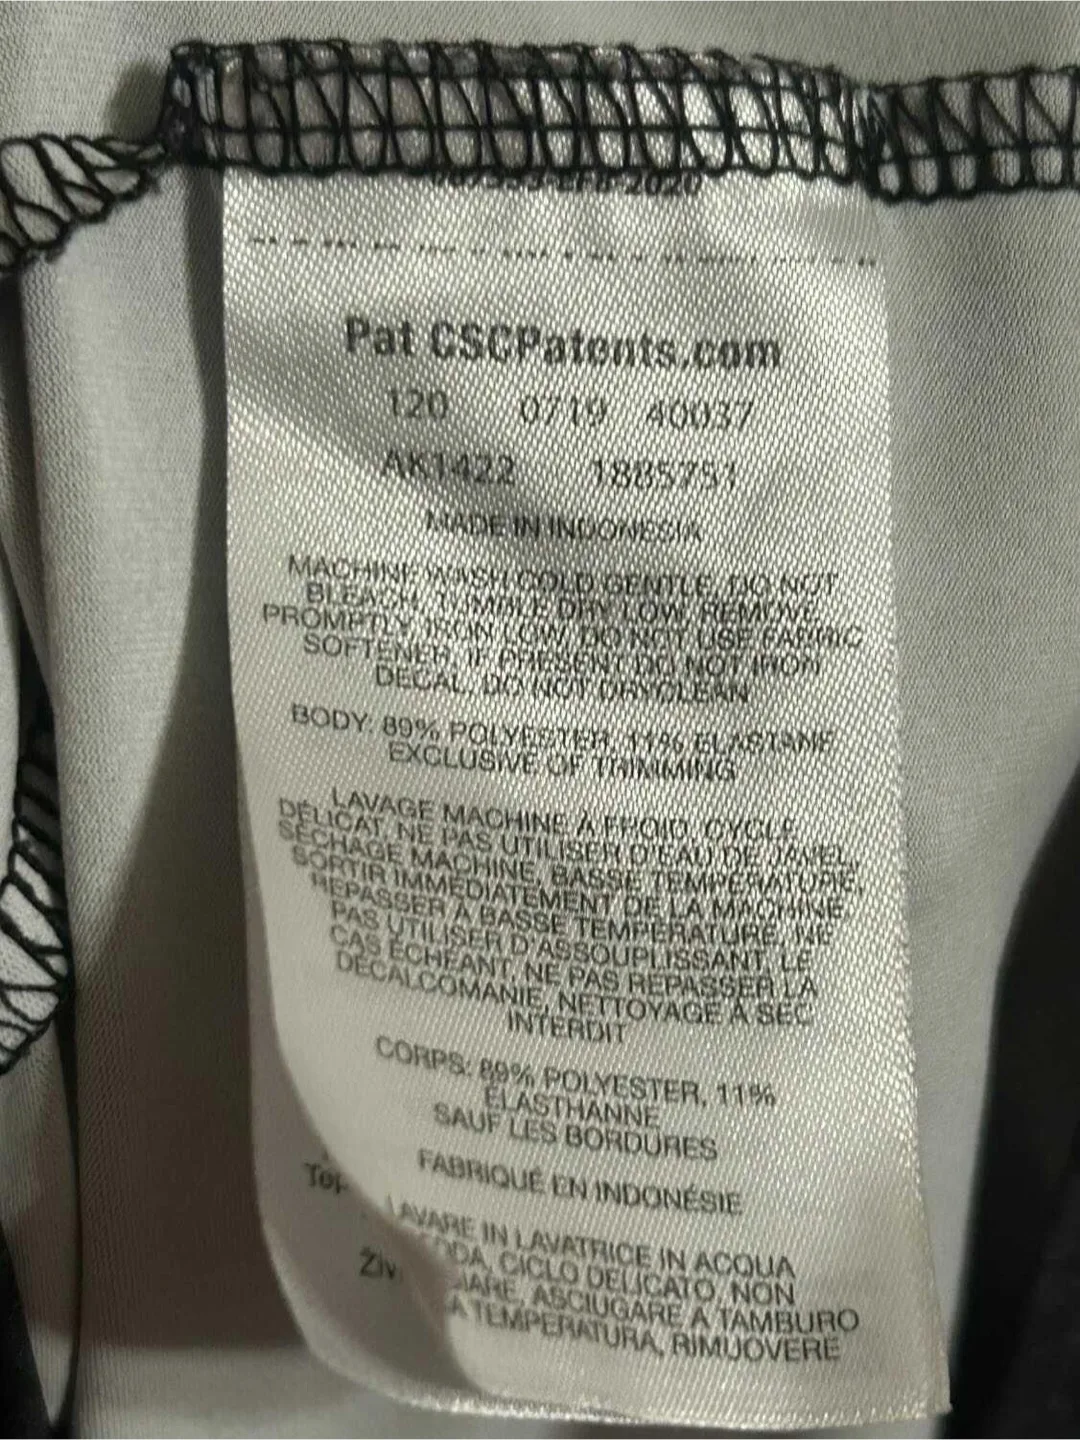 2020
Pat CSCPatents.com
120 0719 40037
AK1422 1885751
MADE IN INDONESIA
MACHINE WASH COLD GENTLE, DO NOT
BLEACH, TUMBLE DRY LOW, REMOVE
PROMPTLY, IRON LOW, DO NOT USE FABRIC
SOFTENER, IF PRESENT DO NOT IRON
DECAL, DO NOT DRYCLEAN
BODY: 89% POLYESTER, 11% ELASTANE
EXCLUSIVE OF TRIMMING
LAVAGE MACHINE À FROID, CYCLE
DÉLICAT, NE PAS UTILISER D'EAU DE JAVEL,
SÉCHAGE MACHINE, BASSE TEMPÉRATURE,
SORTIR IMMÉDIATEMENT DE LA MACHINE
REPASSER À BASSE TEMPÉRATURE, NE
PAS UTILISER D'ASSOUPLISSANT, LE
CAS ÉCHÉANT, NE PAS REPASSER LA
DÉCALCOMANIE, NETTOYAGE À SEC
INTERDIT
CORPS: 89% POLYESTER, 11%
ÉLASTHANNE
SAUF LES BORDURES
FABRIQUÉ EN INDONÉSIE
LAVARE IN LAVATRICE IN ACQUA
CICLO DELICATO, NON
ASCIUGARE A TAMBURO
A TEMPERATURA, RIMUOVERE